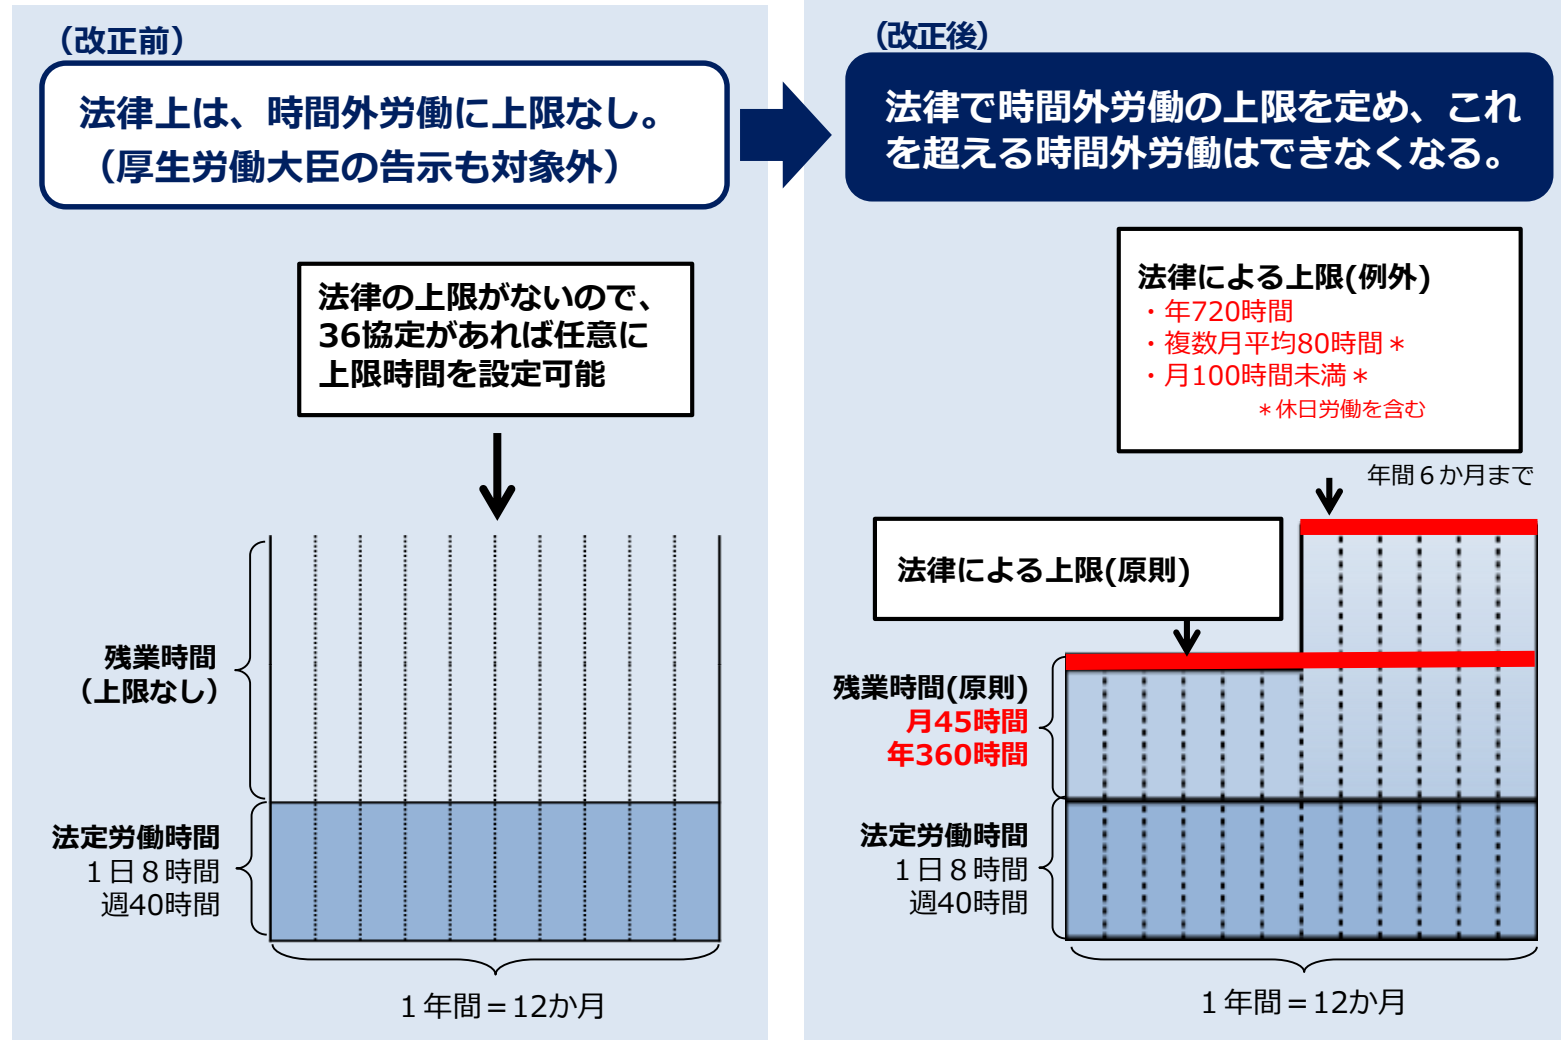 （改正前）
法律上は、時間外労働に上限なし。
（厚生労働大臣の告示も対象外）
法律の上限がないので、
36協定があれば任意に
上限時間を設定可能
残業時間
（上限なし）
法定労働時間
１日８時間
週40時間
１年間＝12か月
（改正後）
法律で時間外労働の上限を定め、これ
を超える時間外労働はできなくなる。
法律による上限(例外)
・年720時間
・複数月平均80時間＊
・月100時間未満＊
＊休日労働を含む
年間６か月まで
法律による上限(原則)
残業時間(原則)
月45時間
年360時間
法定労働時間
１日８時間
週40時間
１年間＝12か月